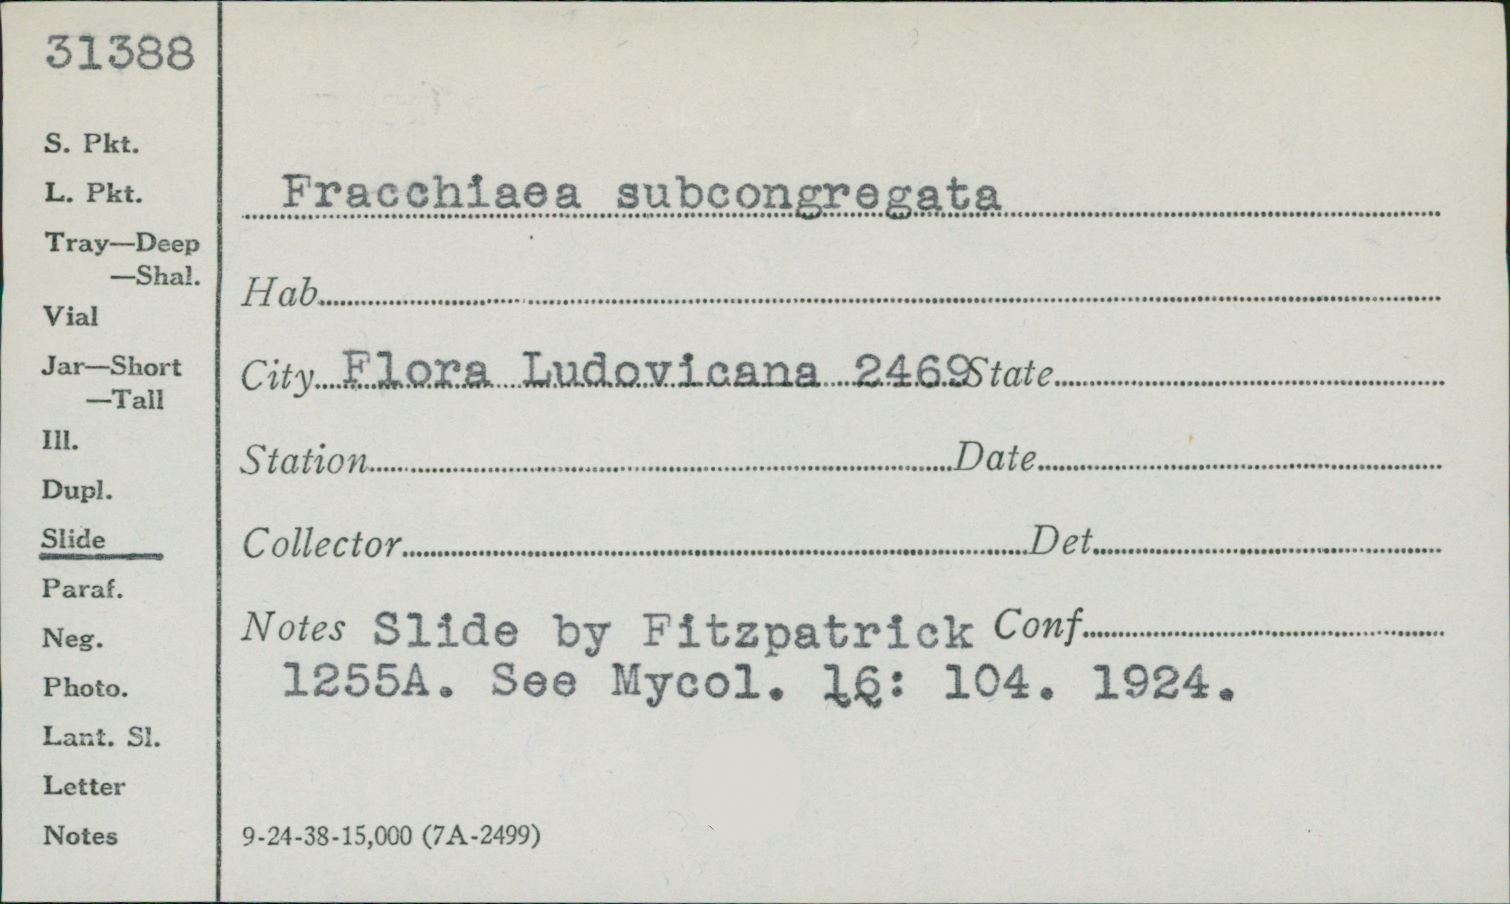 31388
S. Pkt.
L. Pkt.
Tray—Deep
—Shal.
Vial
Jar—Short
—Tall
Ill.
Dupl.
Slide
Paraf.
Neg.
Photo.
Lant. Sl.
Letter
Notes
Fracchiaea subcongregata
Hab.
City Flora Ludovicana 2469 State
Station Date
Collector Det.
Notes Slide by Fitzpatrick Conf.
1255A. See Mycol. 16: 104. 1924.
9-24-38-15,000 (7A-2499)